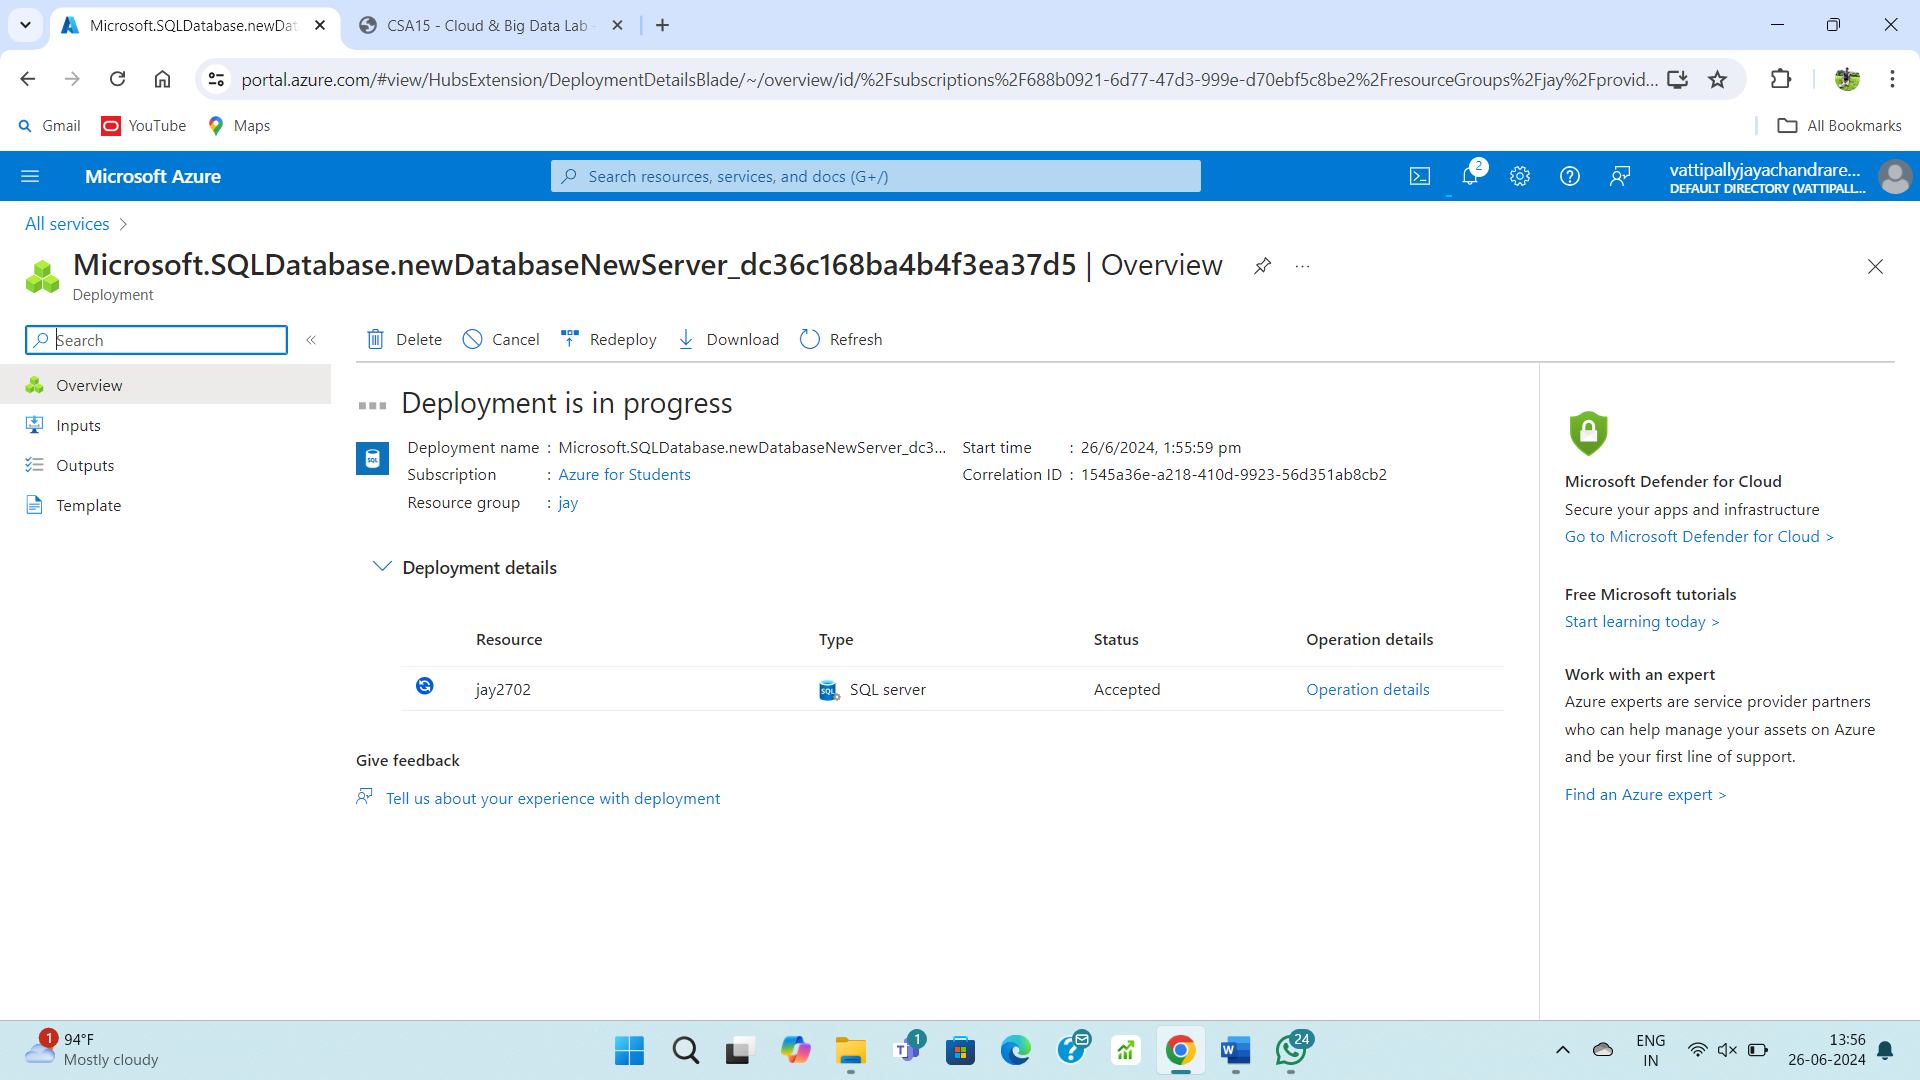 Microsoft.SQLDatabase.newDat
CSA15 - Cloud & Big Data Lab -
portal.azure.com/#view/HubsExtension/DeploymentDetailsBlade/~/overview/id/%2Fsubscriptions%2F688b0921-6d77-47d3-999e-d70ebf5c8be2%2FresourceGroups%2Fjay%2Fprovid...
Gmail YouTube Maps All Bookmarks
Microsoft Azure
Search resources, services, and docs (G+/)
2
vattipallyjayachandrare...
DEFAULT DIRECTORY (VATTIPALL...
All services
Microsoft.SQLDatabase.newDatabaseNewServer_dc36c168ba4b4f3ea37d5 | Overview ...
Deployment
Search
«
Overview
Inputs
Outputs
Template
Delete Cancel Redeploy Download Refresh
Deployment is in progress
Deployment name : Microsoft.SQLDatabase.newDatabaseNewServer_dc3...
Subscription : Azure for Students
Resource group : jay
Start time : 26/6/2024, 1:55:59 pm
Correlation ID : 1545a36e-a218-410d-9923-56d351ab8cb2
Deployment details
Resource Type Status Operation details
jay2702 SQL server Accepted Operation details
Give feedback
Tell us about your experience with deployment
Microsoft Defender for Cloud
Secure your apps and infrastructure
Go to Microsoft Defender for Cloud >
Free Microsoft tutorials
Start learning today >
Work with an expert
Azure experts are service provider partners
who can help manage your assets on Azure
and be your first line of support.
Find an Azure expert >
1
94°F
Mostly cloudy
1
24
ENG
IN
13:56
26-06-2024